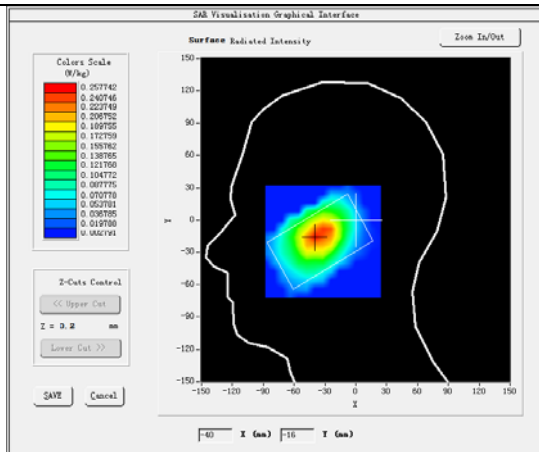 SAR Visualisation Graphical Interface
Surface Radiated Intensity
Zoom In/Out
Colors Scale
(W/kg)
0.257742
0.240746
0.223749
0.206752
0.189755
0.172759
0.155762
0.138765
0.121768
0.104772
0.087775
0.070778
0.053781
0.036785
0.019788
0.002791
Z-Cuts Control
<< Upper Cut
Z = 3.2 mm
Lower Cut >>
SAVE Cancel
150
120
90
60
30
0
-30
-60
-90
-120
-150
Y
-150 -120 -90 -60 -30 0 30 60 90 120 150
X
-40 X (mm) -16 Y (mm)